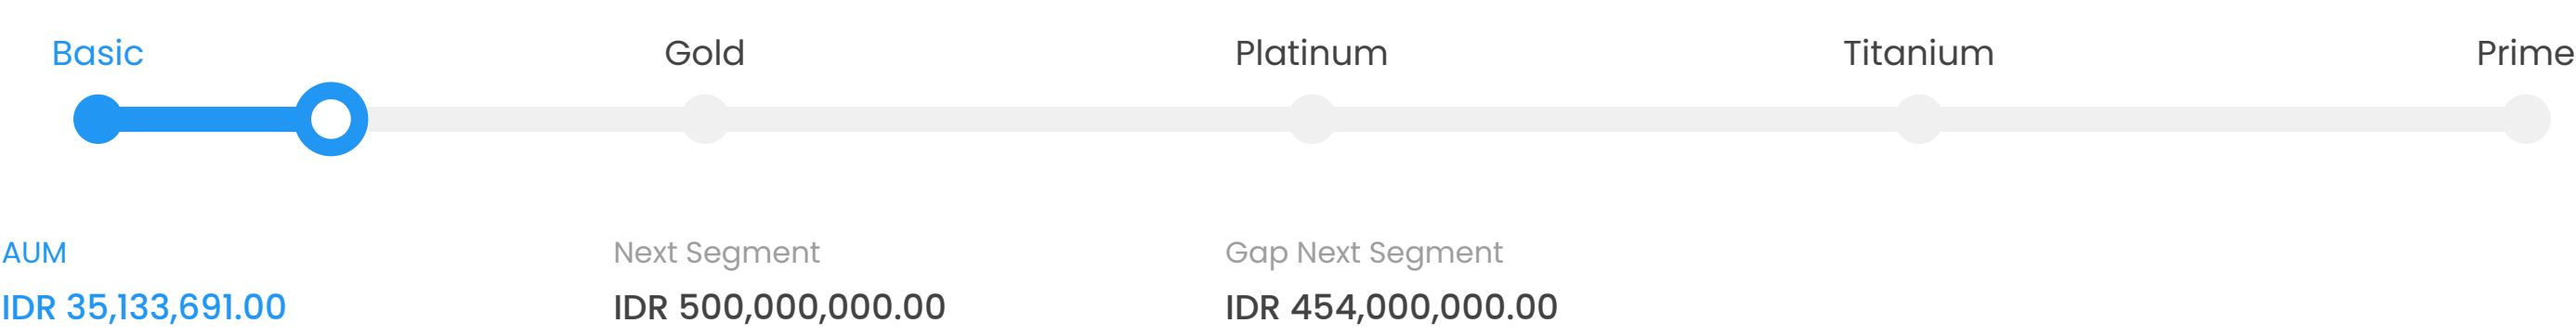 Basic Gold Platinum Titanium Prime
AUM Next Segment Gap Next Segment
IDR 35,133,691.00 IDR 500,000,000.00 IDR 454,000,000.00